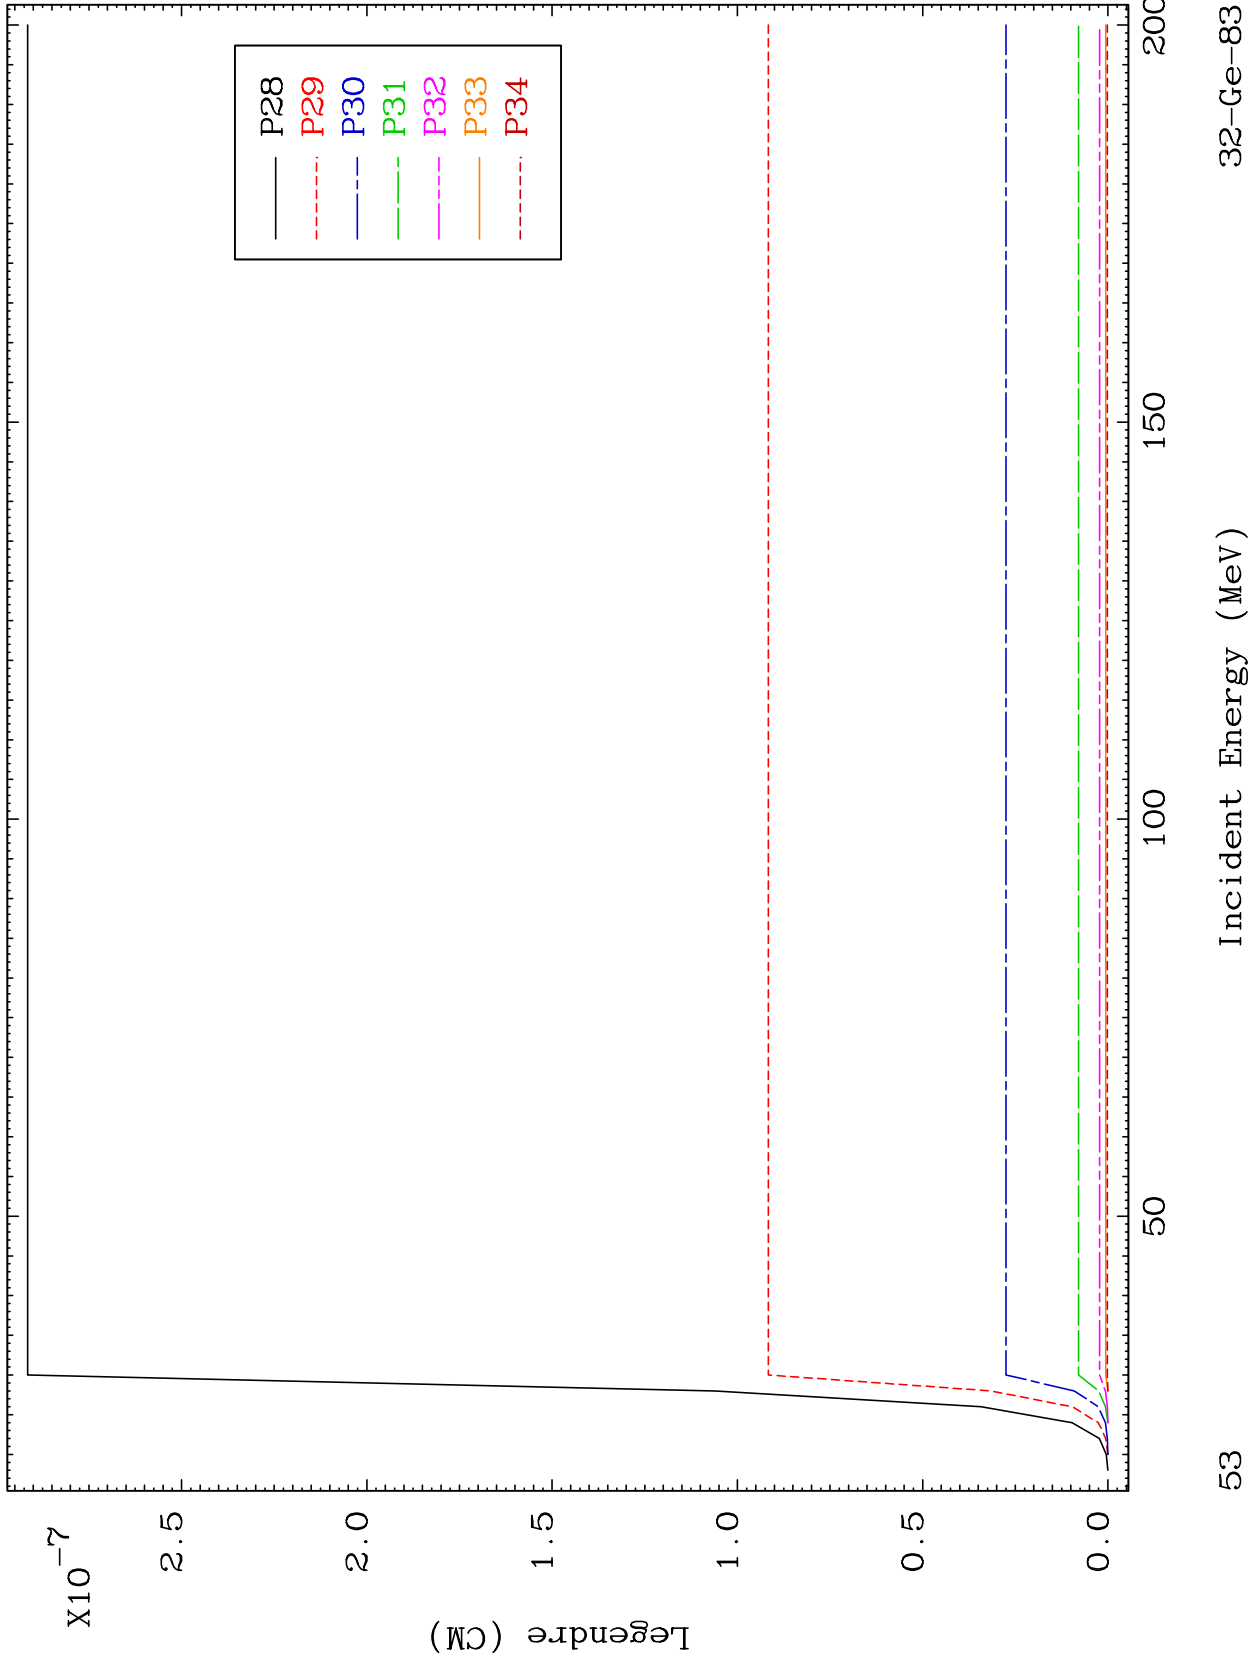 X10-7
2.5
2.0
1.5
1.0
0.5
0.0
Legendre (CM)
P28
P29
P30
P31
P32
P33
P34
50
100
150
200
53
Incident Energy (MeV)
32-Ge-83